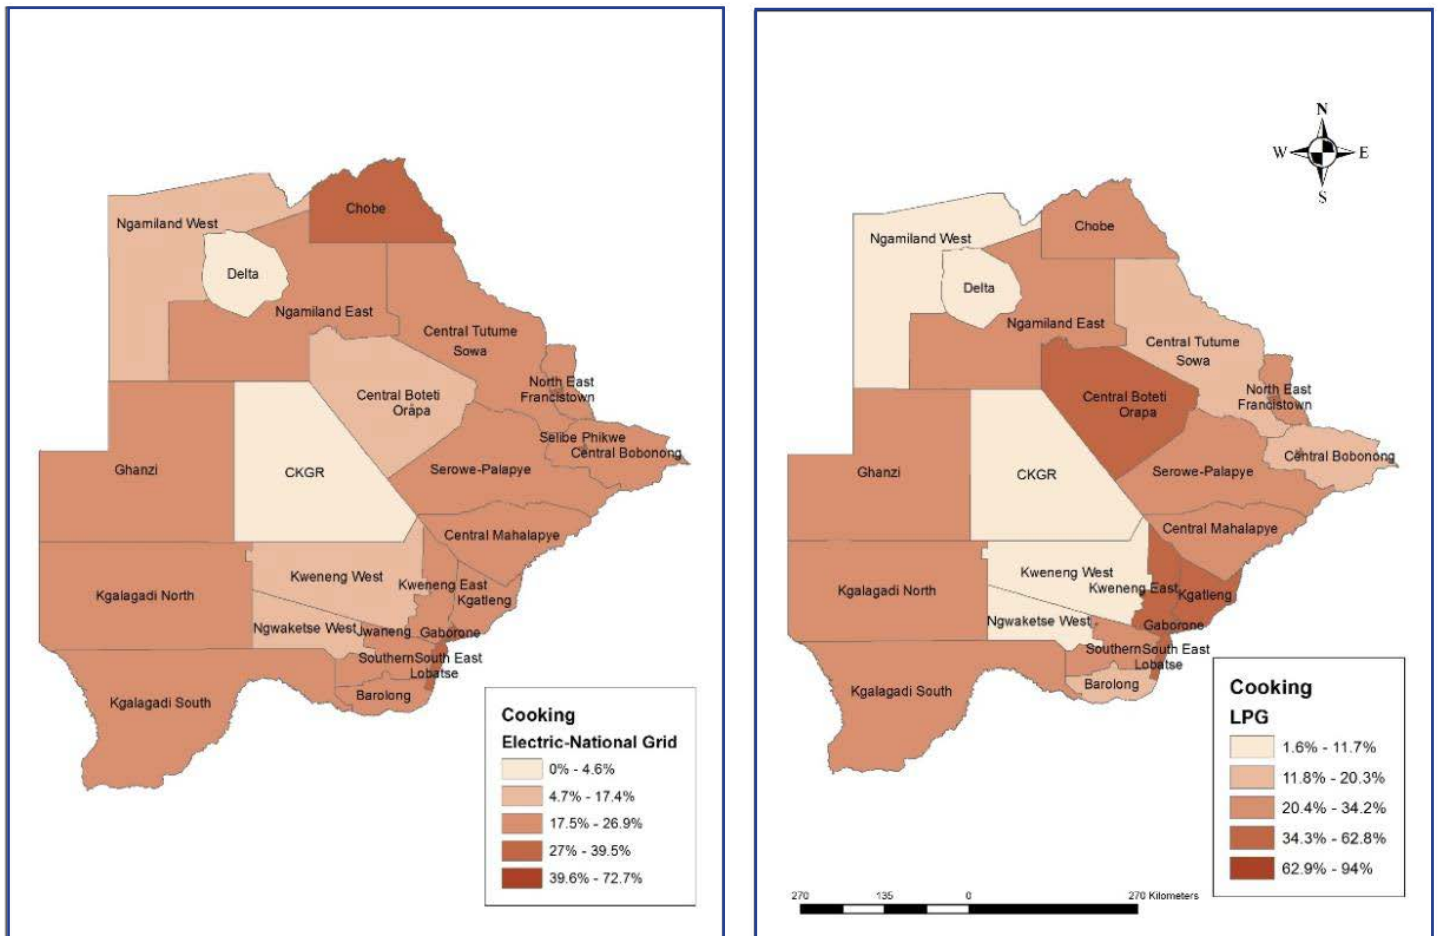 Chobe
Ngamiland West
Delta
Ngamiland East
Central Tutume
Sowa
North East
Francistown
Central Boteti
Orapa
Selibe Phikwe
Central Bobonong
Ghanzi
CKGR
Serowe-Palapye
Central Mahalapye
Kweneng West
Kweneng East
Kgatleng
Kgalagadi North
Ngwaketse West
Jwaneng
Gaborone
Southern
South East
Lobatse
Barolong
Kgalagadi South
Cooking
Electric-National Grid
0% - 4.6%
4.7% - 17.4%
17.5% - 26.9%
27% - 39.5%
39.6% - 72.7%
N
W E
S
Chobe
Ngamiland West
Delta
Ngamiland East
Central Tutume
Sowa
North East
Francistown
Central Boteti
Orapa
Central Bobonong
Ghanzi
CKGR
Serowe-Palapye
Central Mahalapye
Kweneng West
Kweneng East
Kgatleng
Kgalagadi North
Ngwaketse West
Gaborone
Southern
South East
Lobatse
Barolong
Kgalagadi South
Cooking
LPG
1.6% - 11.7%
11.8% - 20.3%
20.4% - 34.2%
34.3% - 62.8%
62.9% - 94%
270 135 0 270 Kilometers